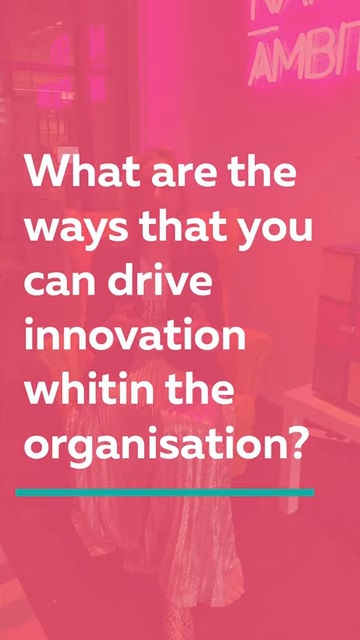 AMBIT
What are the
ways that you
can drive
innovation
whitin the
organisation?